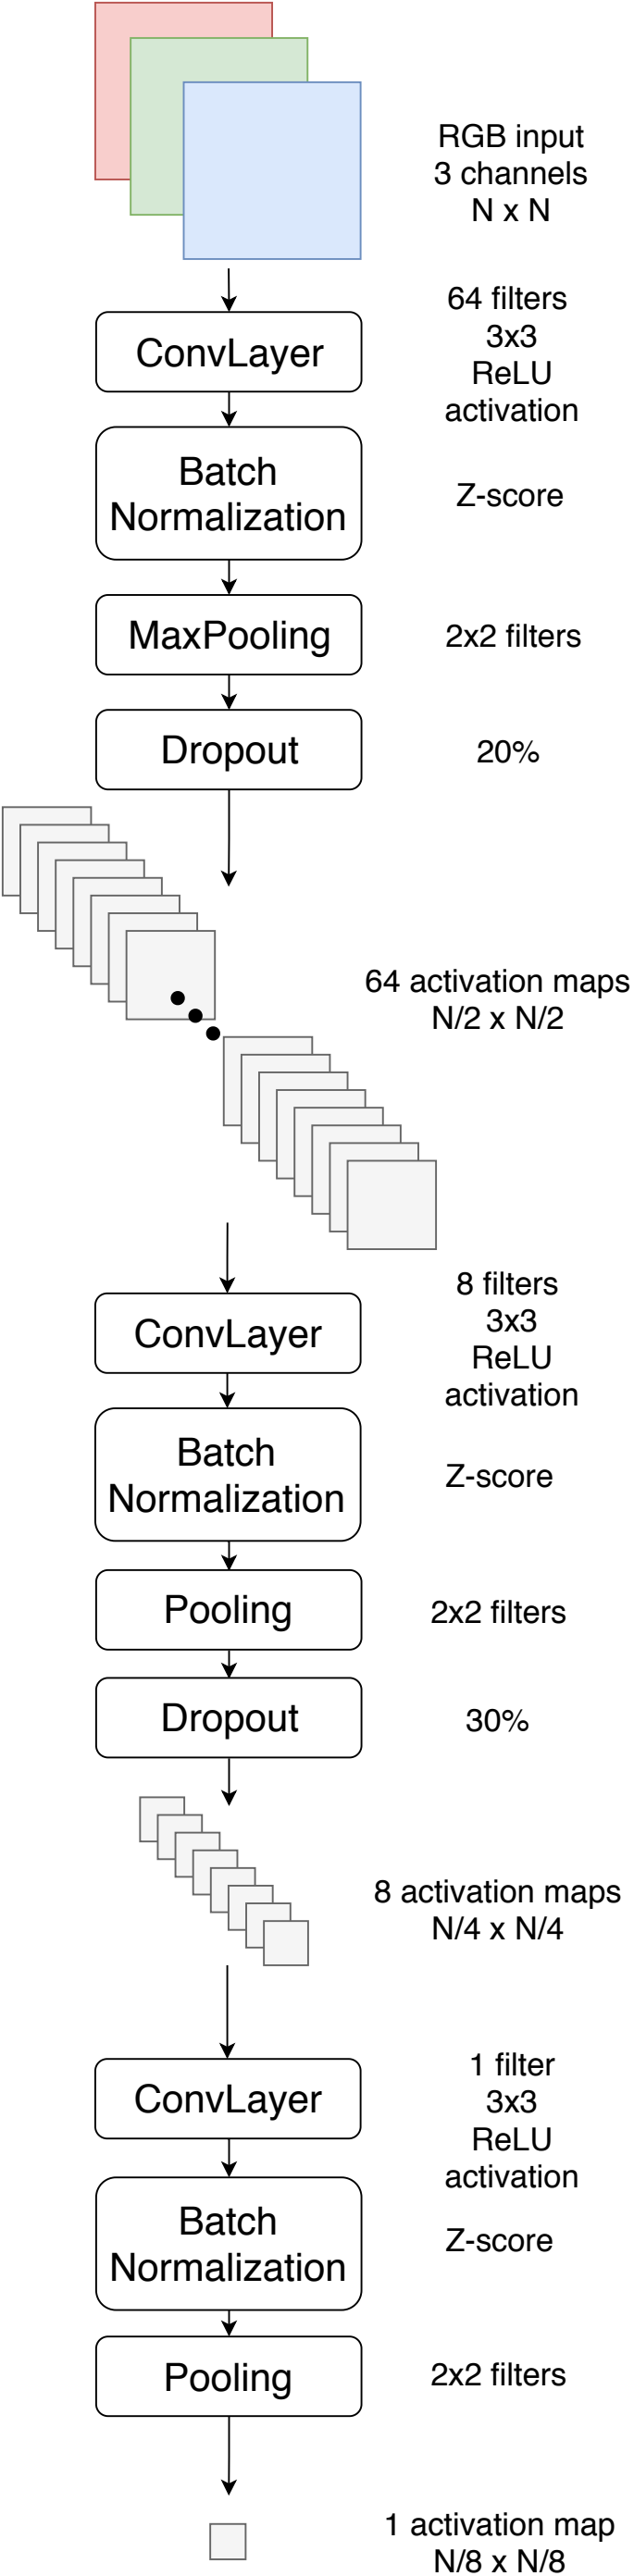 RGB input
3 channels
N x N
64 filters
3x3
ReLU
activation
ConvLayer
Batch
Normalization
Z-score
MaxPooling
2x2 filters
Dropout
20%
64 activation maps
N/2 x N/2
8 filters
3x3
ReLU
activation
ConvLayer
Batch
Normalization
Z-score
Pooling
2x2 filters
Dropout
30%
8 activation maps
N/4 x N/4
1 filter
3x3
ReLU
activation
ConvLayer
Batch
Normalization
Z-score
Pooling
2x2 filters
1 activation map
N/8 x N/8